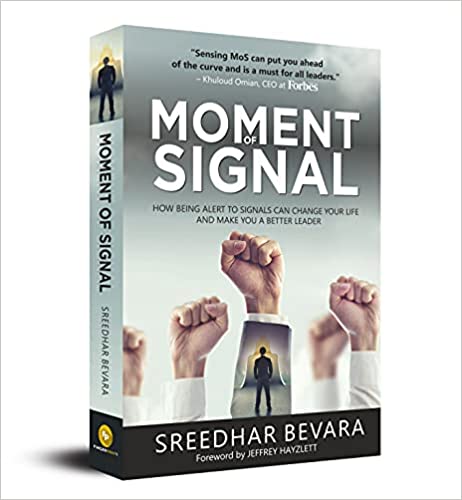 "Sensing MoS can put you ahead
of the curve and is a must for all leaders."
– Khuloud Omian, CEO at Forbes
MOMENT
OF
SIGNAL
HOW BEING ALERT TO SIGNALS CAN CHANGE YOUR LIFE
AND MAKE YOU A BETTER LEADER
SREEDHAR BEVARA
Foreword by JEFFREY HAYZLETT
MOMENT OF SIGNAL
SREEDHAR BEVARA
FINGERPRINT!